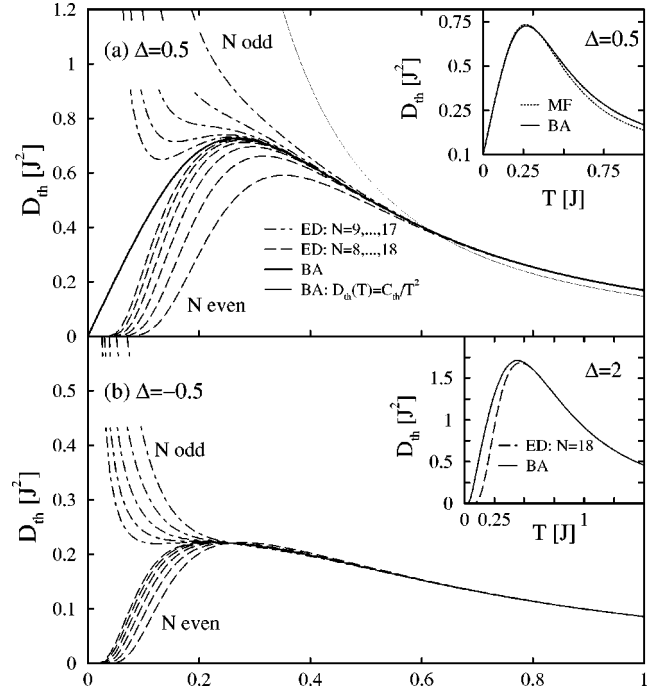 1.2
(a) Δ=0.5
N odd
1.0
0.8
0.6
0.4
0.2
0
D_th [J²]
ED: N=9,...,17
ED: N=8,...,18
BA
BA: D_th(T)=C_th/T²
N even
0.75
0.5
0.25
0.1
D_th [J²]
Δ=0.5
MF
BA
0
0.25
0.75
T [J]
(b) Δ=−0.5
0.5
0.4
0.3
0.2
0.1
0
D_th [J²]
N odd
N even
1.5
1
0.5
0
D_th [J²]
Δ=2
ED: N=18
BA
0
0.25
1
T [J]
0
0.2
0.4
0.6
0.8
1